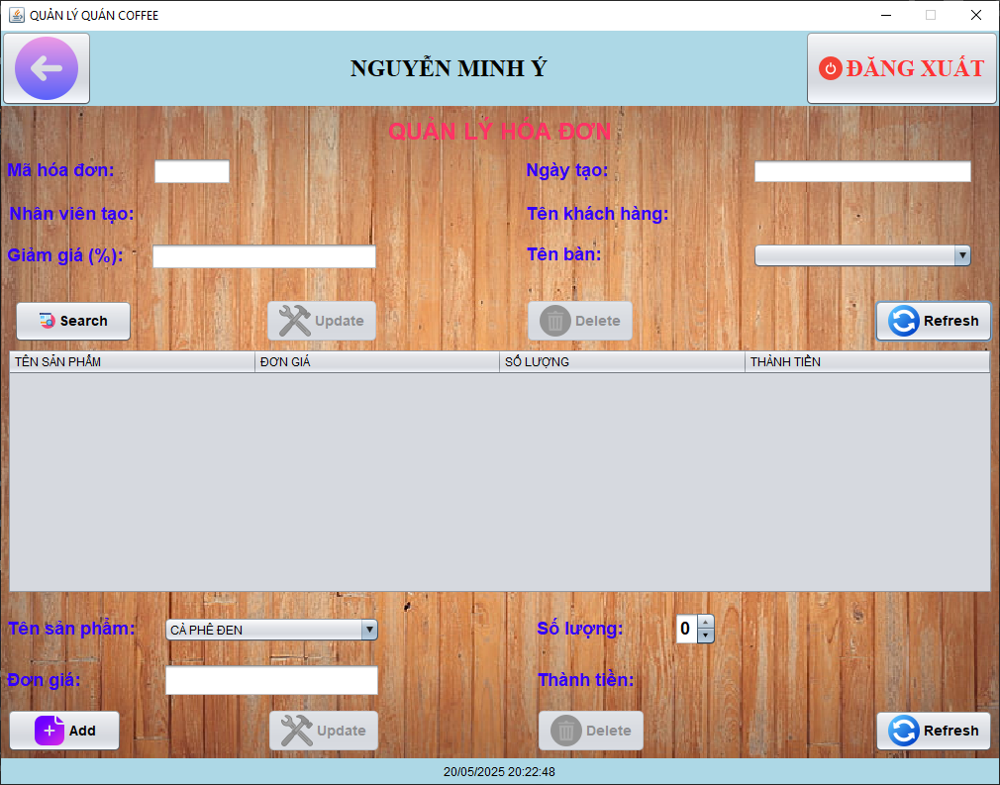 QUẢN LÝ QUÁN COFFEE
NGUYỄN MINH Ý
ĐĂNG XUẤT
QUẢN LÝ HÓA ĐƠN
Mã hóa đơn:
Ngày tạo:
Nhân viên tạo:
Tên khách hàng:
Giảm giá (%):
Tên bàn:
Search
Update
Delete
Refresh
TÊN SẢN PHẨM ĐƠN GIÁ SỐ LƯỢNG THÀNH TIỀN
Tên sản phẩm: CÀ PHÊ ĐEN
Số lượng: 0
Đơn giá:
Thành tiền:
Add
Update
Delete
Refresh
20/05/2025 20:22:48